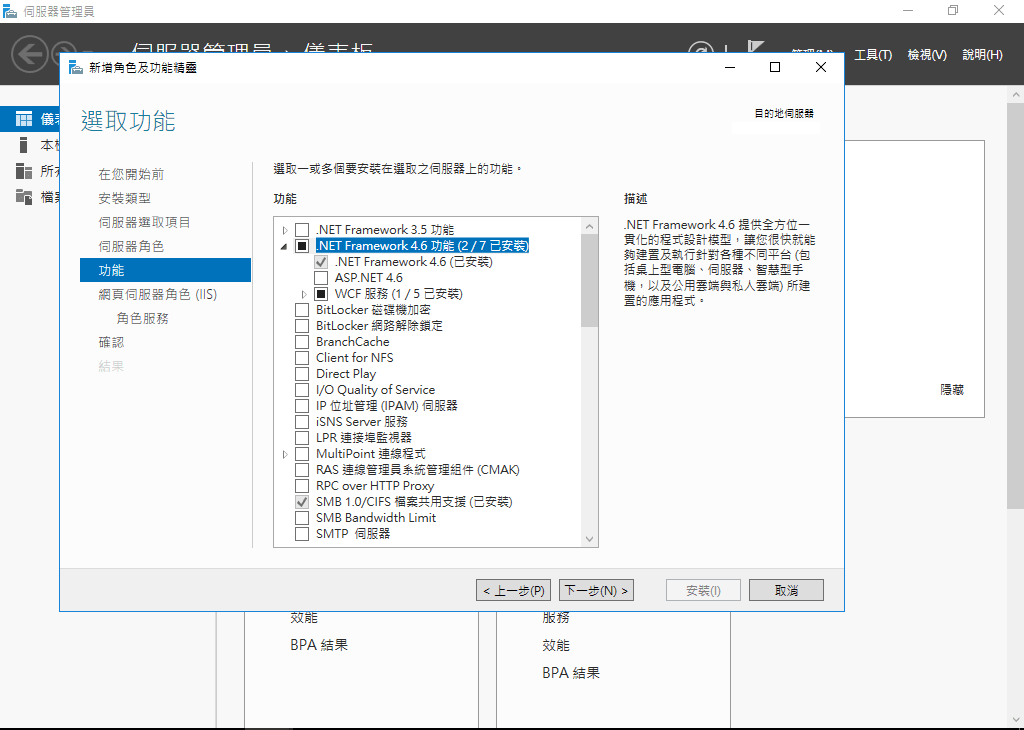 伺服器管理員
伺服器管理員 · 儀表板
管理(M) 工具(T) 檢視(V) 說明(H)
新增角色及功能精靈
選取功能
目的地伺服器
在您開始前
安裝類型
伺服器選取項目
伺服器角色
功能
網頁伺服器角色 (IIS)
角色服務
確認
結果
選取一或多個要安裝在選取之伺服器上的功能。
功能
.NET Framework 3.5 功能
.NET Framework 4.6 功能 (2 / 7 已安裝)
.NET Framework 4.6 (已安裝)
ASP.NET 4.6
WCF 服務 (1 / 5 已安裝)
BitLocker 磁碟機加密
BitLocker 網路解除鎖定
BranchCache
Client for NFS
Direct Play
I/O Quality of Service
IP 位址管理 (IPAM) 伺服器
iSNS Server 服務
LPR 連接埠監視器
MultiPoint 連線程式
RAS 連線管理員系統管理組件 (CMAK)
RPC over HTTP Proxy
SMB 1.0/CIFS 檔案共用支援 (已安裝)
SMB Bandwidth Limit
SMTP 伺服器
描述
.NET Framework 4.6 提供全方位一
貫化的程式設計模型，讓您很快就能
夠建置及執行針對各種不同平台 (包
括桌上型電腦、伺服器、智慧型手
機，以及公用雲端與私人雲端) 所建
置的應用程式。
隱藏
< 上一步(P)
下一步(N) >
安裝(I)
取消
效能
BPA 結果
服務
效能
BPA 結果